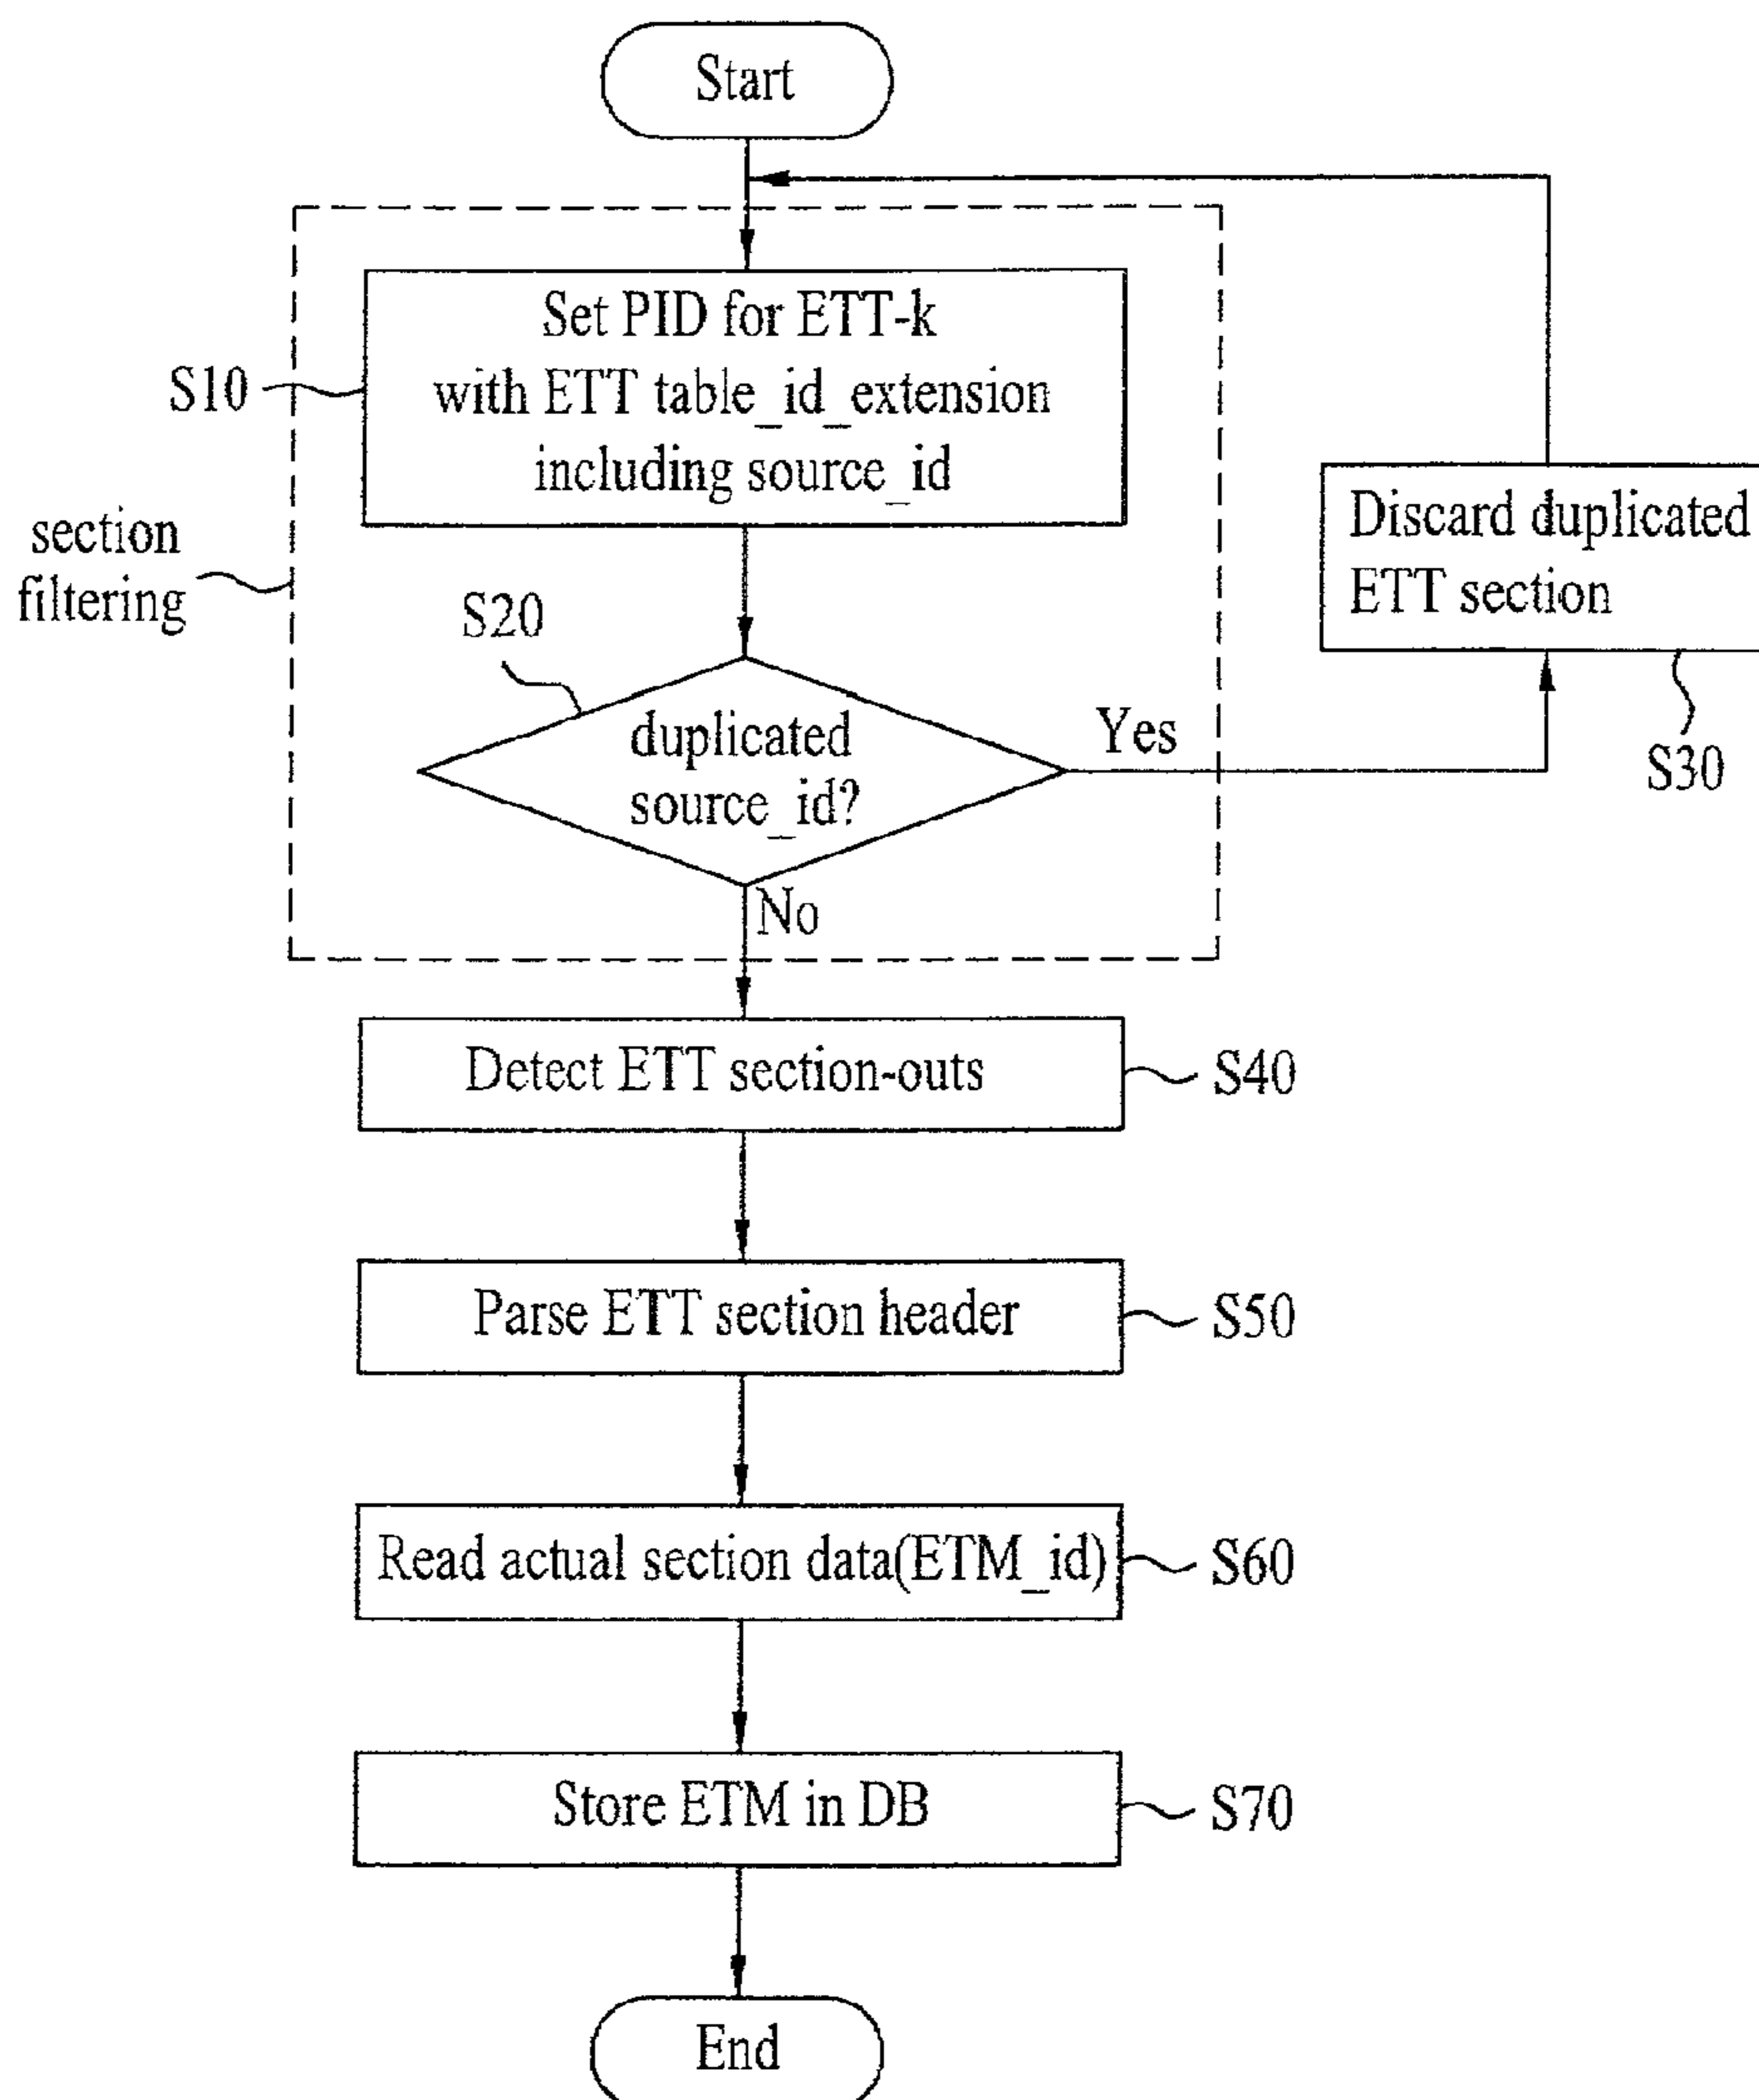 Start
Set PID for ETT-k
with ETT table_id_extension
including source_id
S10
section
filtering
Discard duplicated
ETT section
S30
S20
duplicated
source_id?
Yes
No
Detect ETT section-outs
S40
Parse ETT section header
S50
Read actual section data(ETM_id)
S60
Store ETM in DB
S70
End